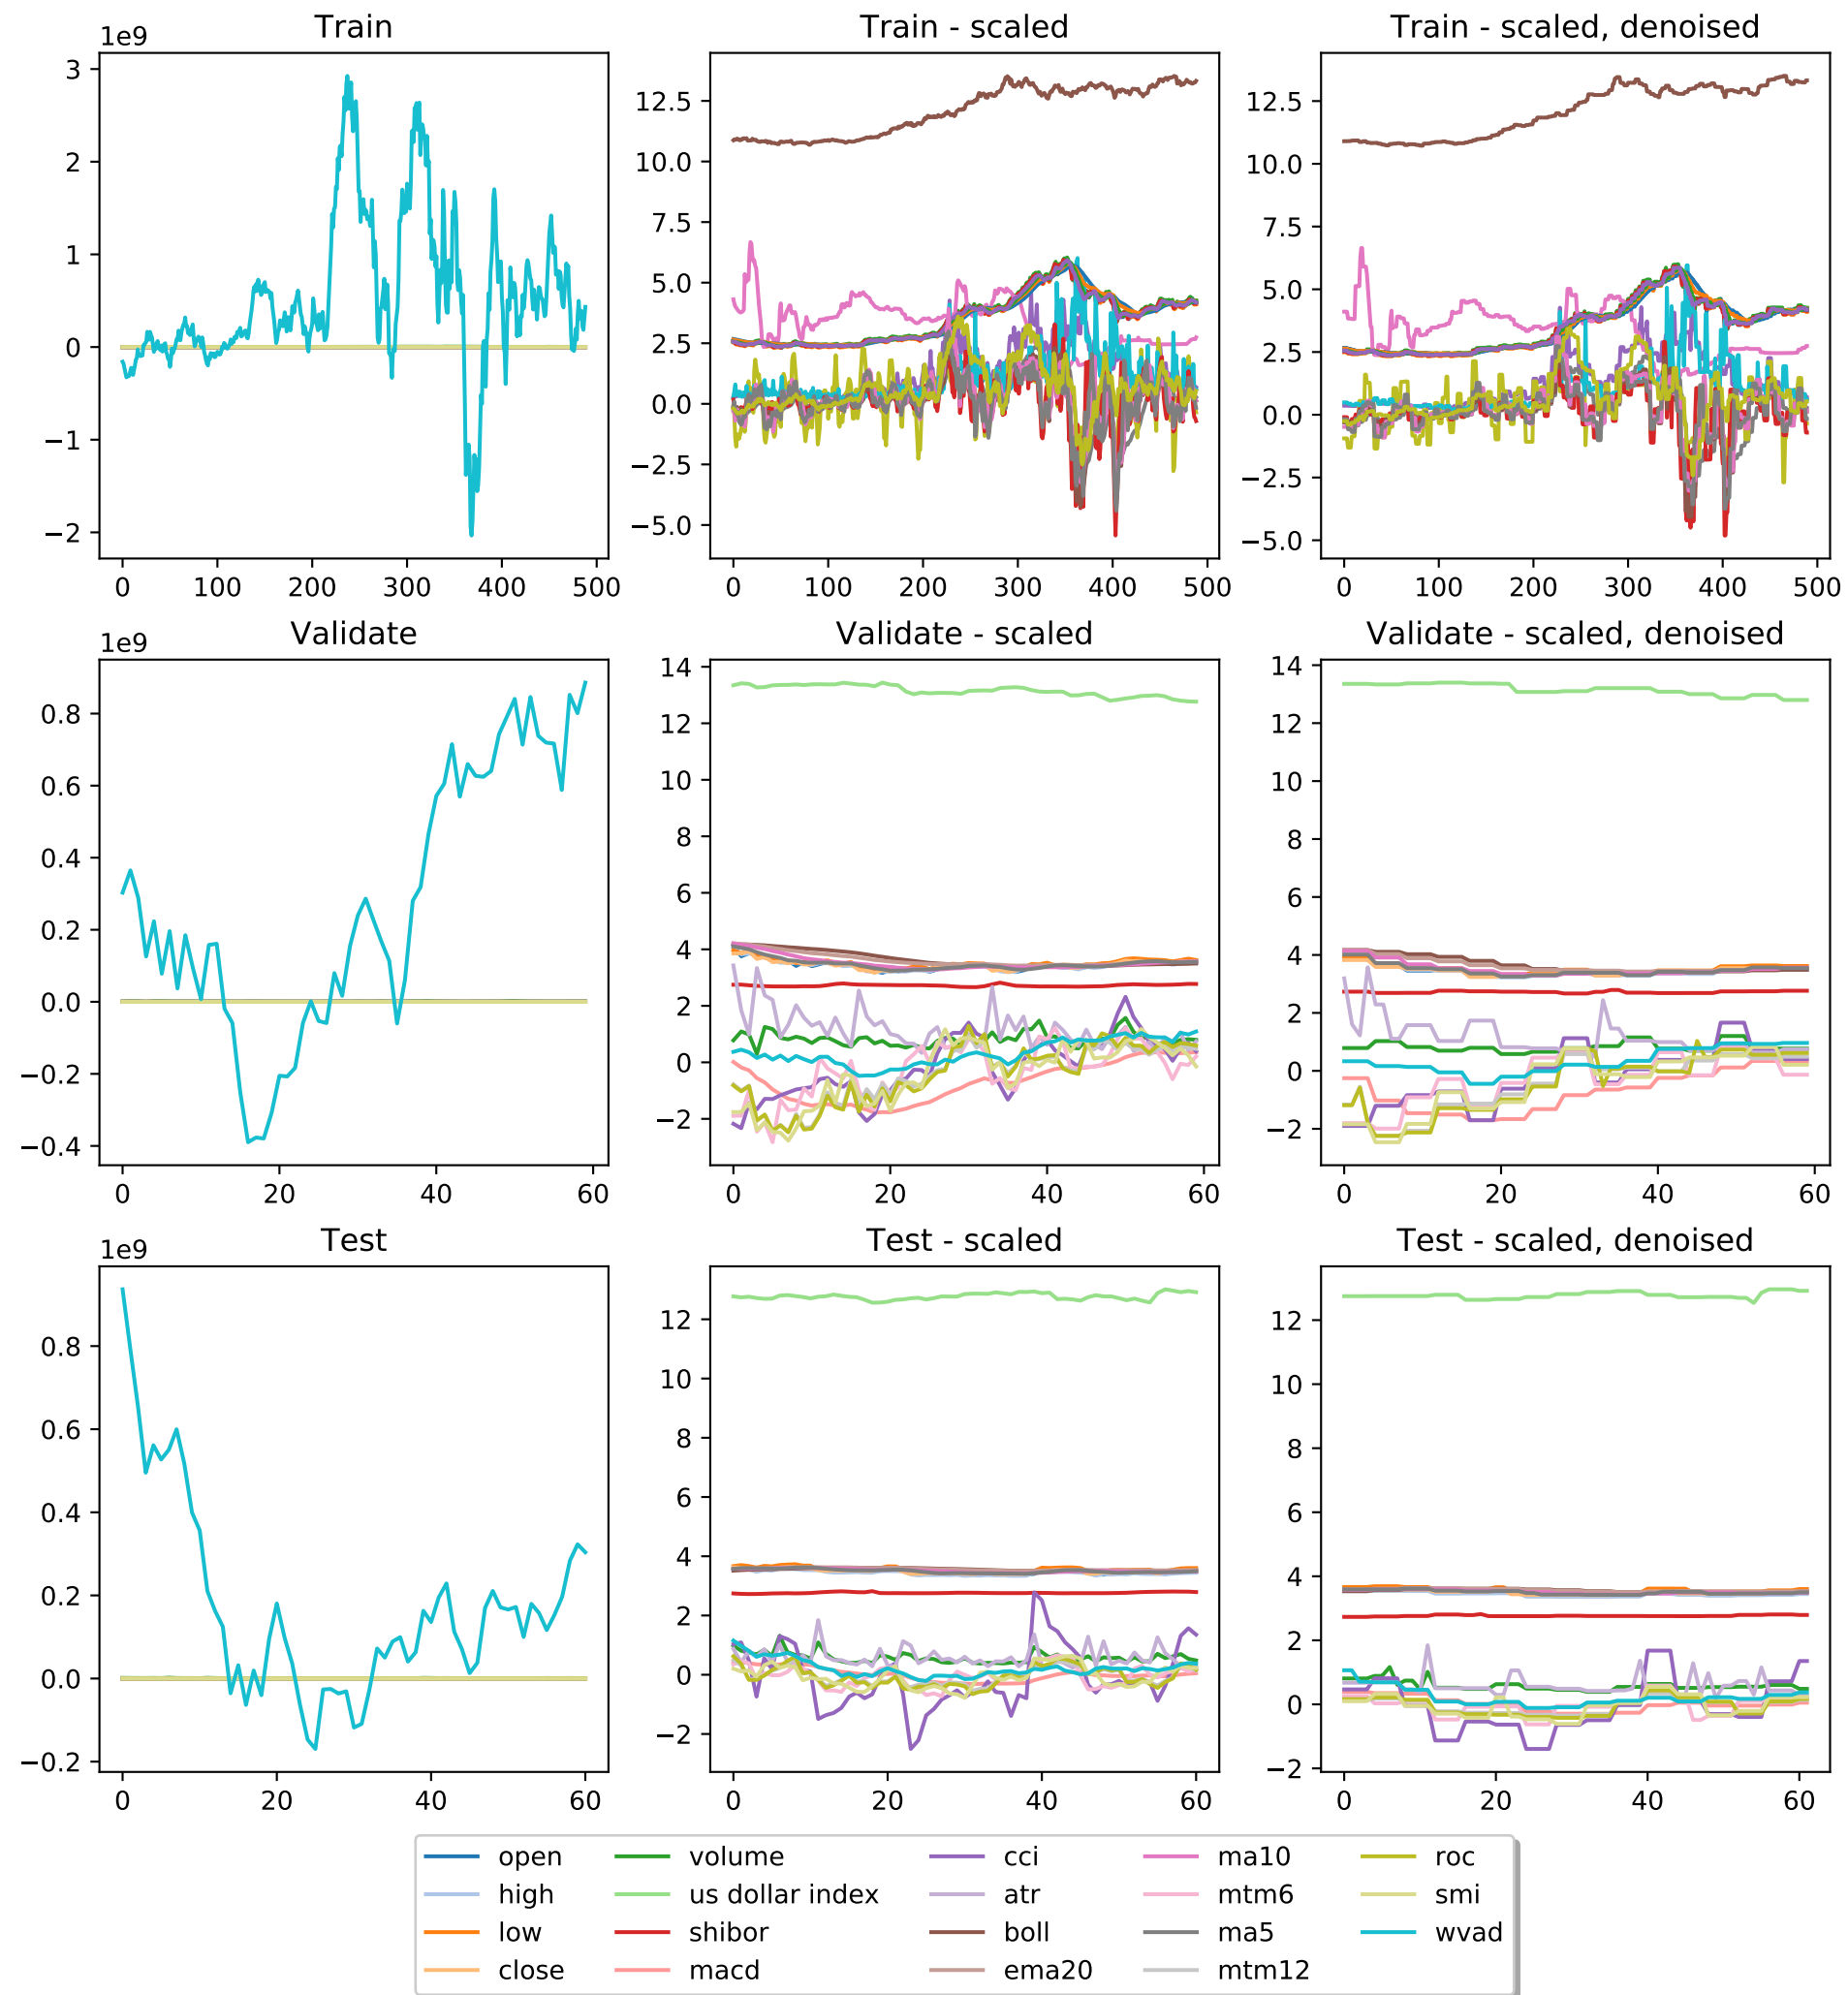 Train
1e9
3
2
1
0
−1
−2
0 100 200 300 400 500
Train - scaled
12.5
10.0
7.5
5.0
2.5
0.0
−2.5
−5.0
0 100 200 300 400 500
Train - scaled, denoised
12.5
10.0
7.5
5.0
2.5
0.0
−2.5
−5.0
0 100 200 300 400 500
Validate
1e9
0.8
0.6
0.4
0.2
0.0
−0.2
−0.4
0 20 40 60
Validate - scaled
14
12
10
8
6
4
2
0
−2
0 20 40 60
Validate - scaled, denoised
14
12
10
8
6
4
2
0
−2
0 20 40 60
Test
1e9
0.8
0.6
0.4
0.2
0.0
−0.2
0 20 40 60
Test - scaled
12
10
8
6
4
2
0
−2
0 20 40 60
Test - scaled, denoised
12
10
8
6
4
2
0
−2
0 20 40 60
open
high
low
close
volume
us dollar index
shibor
macd
cci
atr
boll
ema20
ma10
mtm6
ma5
mtm12
roc
smi
wvad